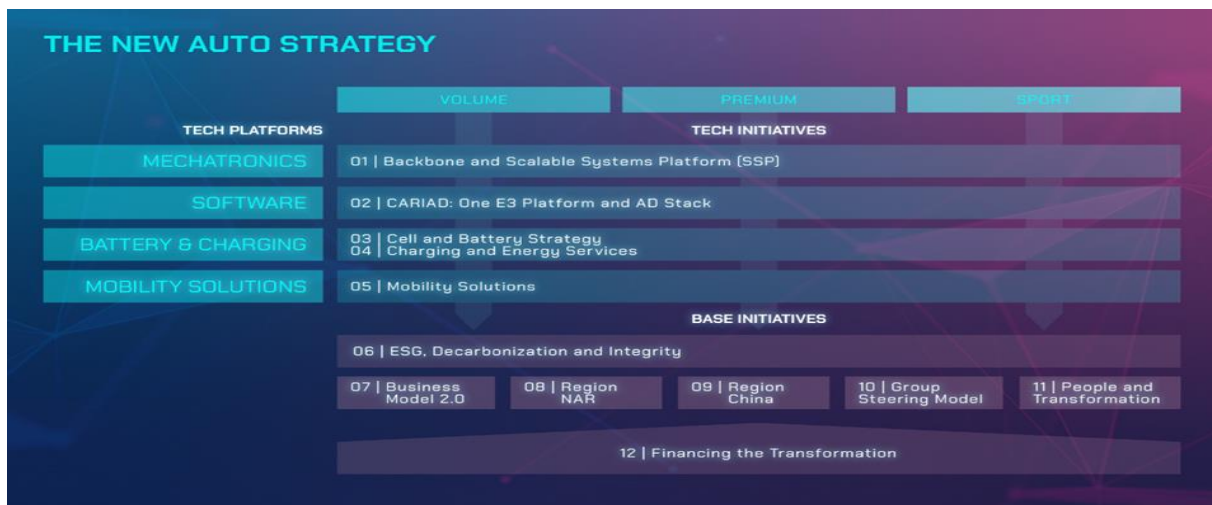 THE NEW AUTO STRATEGY
VOLUME
PREMIUM
SPORT
TECH PLATFORMS
TECH INITIATIVES
MECHATRONICS
01 | Backbone and Scalable Systems Platform (SSP)
SOFTWARE
02 | CARIAD: One E3 Platform and AD Stack
BATTERY & CHARGING
03 | Cell and Battery Strategy
04 | Charging and Energy Services
MOBILITY SOLUTIONS
05 | Mobility Solutions
BASE INITIATIVES
06 | ESG, Decarbonization and Integrity
07 | Business
Model 2.0
08 | Region
NAR
09 | Region
China
10 | Group
Steering Model
11 | People and
Transformation
12 | Financing the Transformation